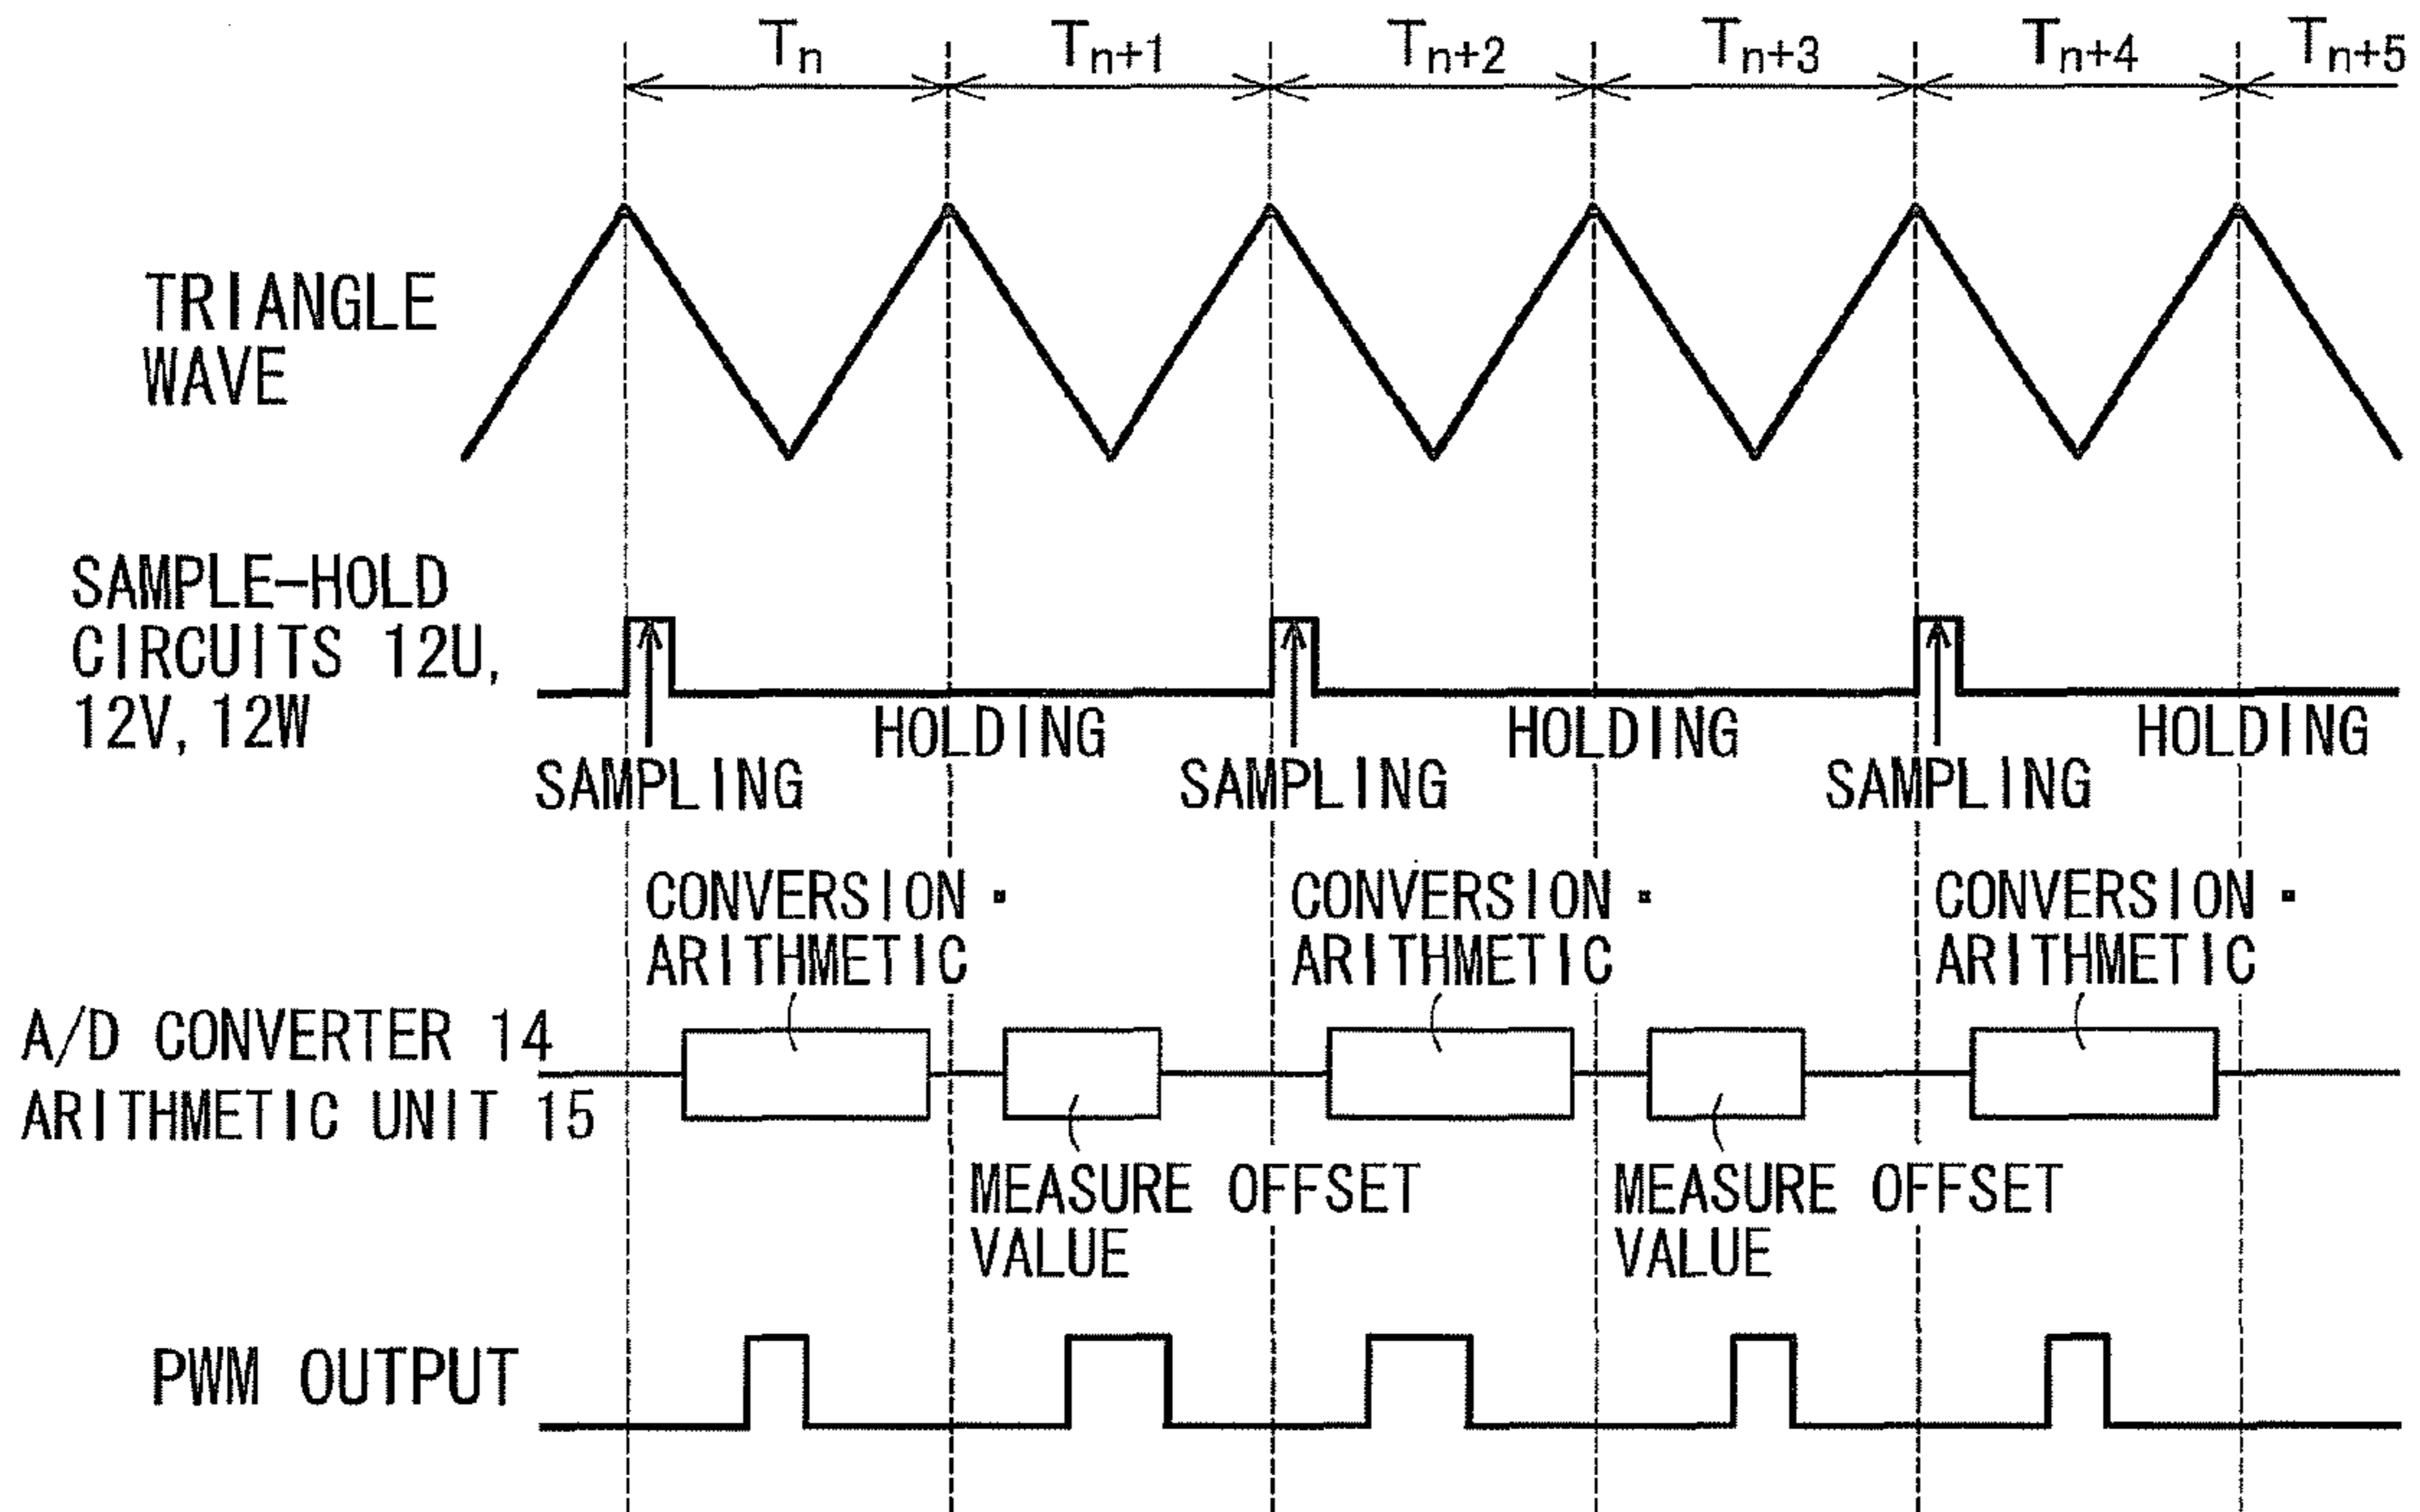 Tn Tn+1 Tn+2 Tn+3 Tn+4 Tn+5
TRIANGLE
WAVE
SAMPLE-HOLD
CIRCUITS 12U,
12V, 12W
HOLDING HOLDING HOLDING
SAMPLING SAMPLING SAMPLING
CONVERSION・ CONVERSION・ CONVERSION・
ARITHMETIC ARITHMETIC ARITHMETIC
A/D CONVERTER 14
ARITHMETIC UNIT 15
MEASURE OFFSET MEASURE OFFSET
VALUE VALUE
PWM OUTPUT